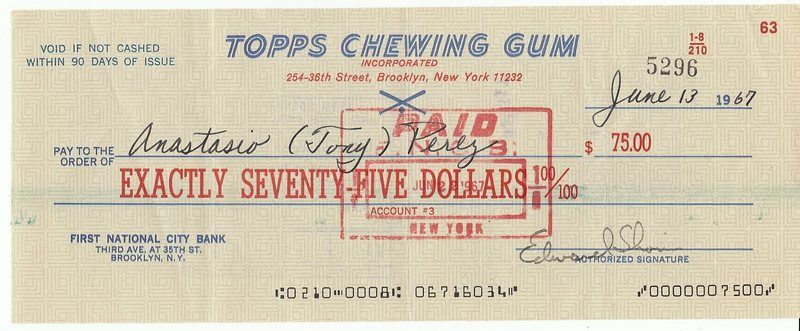 63
VOID IF NOT CASHED
WITHIN 90 DAYS OF ISSUE
TOPPS CHEWING GUM
INCORPORATED
254-36th Street, Brooklyn, New York 11232
1-8
210
5296
June 13 1967
PAY TO THE
ORDER OF
Anastasio (Tony) Perez
$ 75.00
PAID
EXACTLY SEVENTY-FIVE DOLLARS 00/100
ACCOUNT #3
NEW YORK
FIRST NATIONAL CITY BANK
THIRD AVE. AT 35TH ST.
BROOKLYN, N.Y.
AUTHORIZED SIGNATURE
⑆0210⑉0008⑆ 06716034⑈ ⑈0000007500⑈